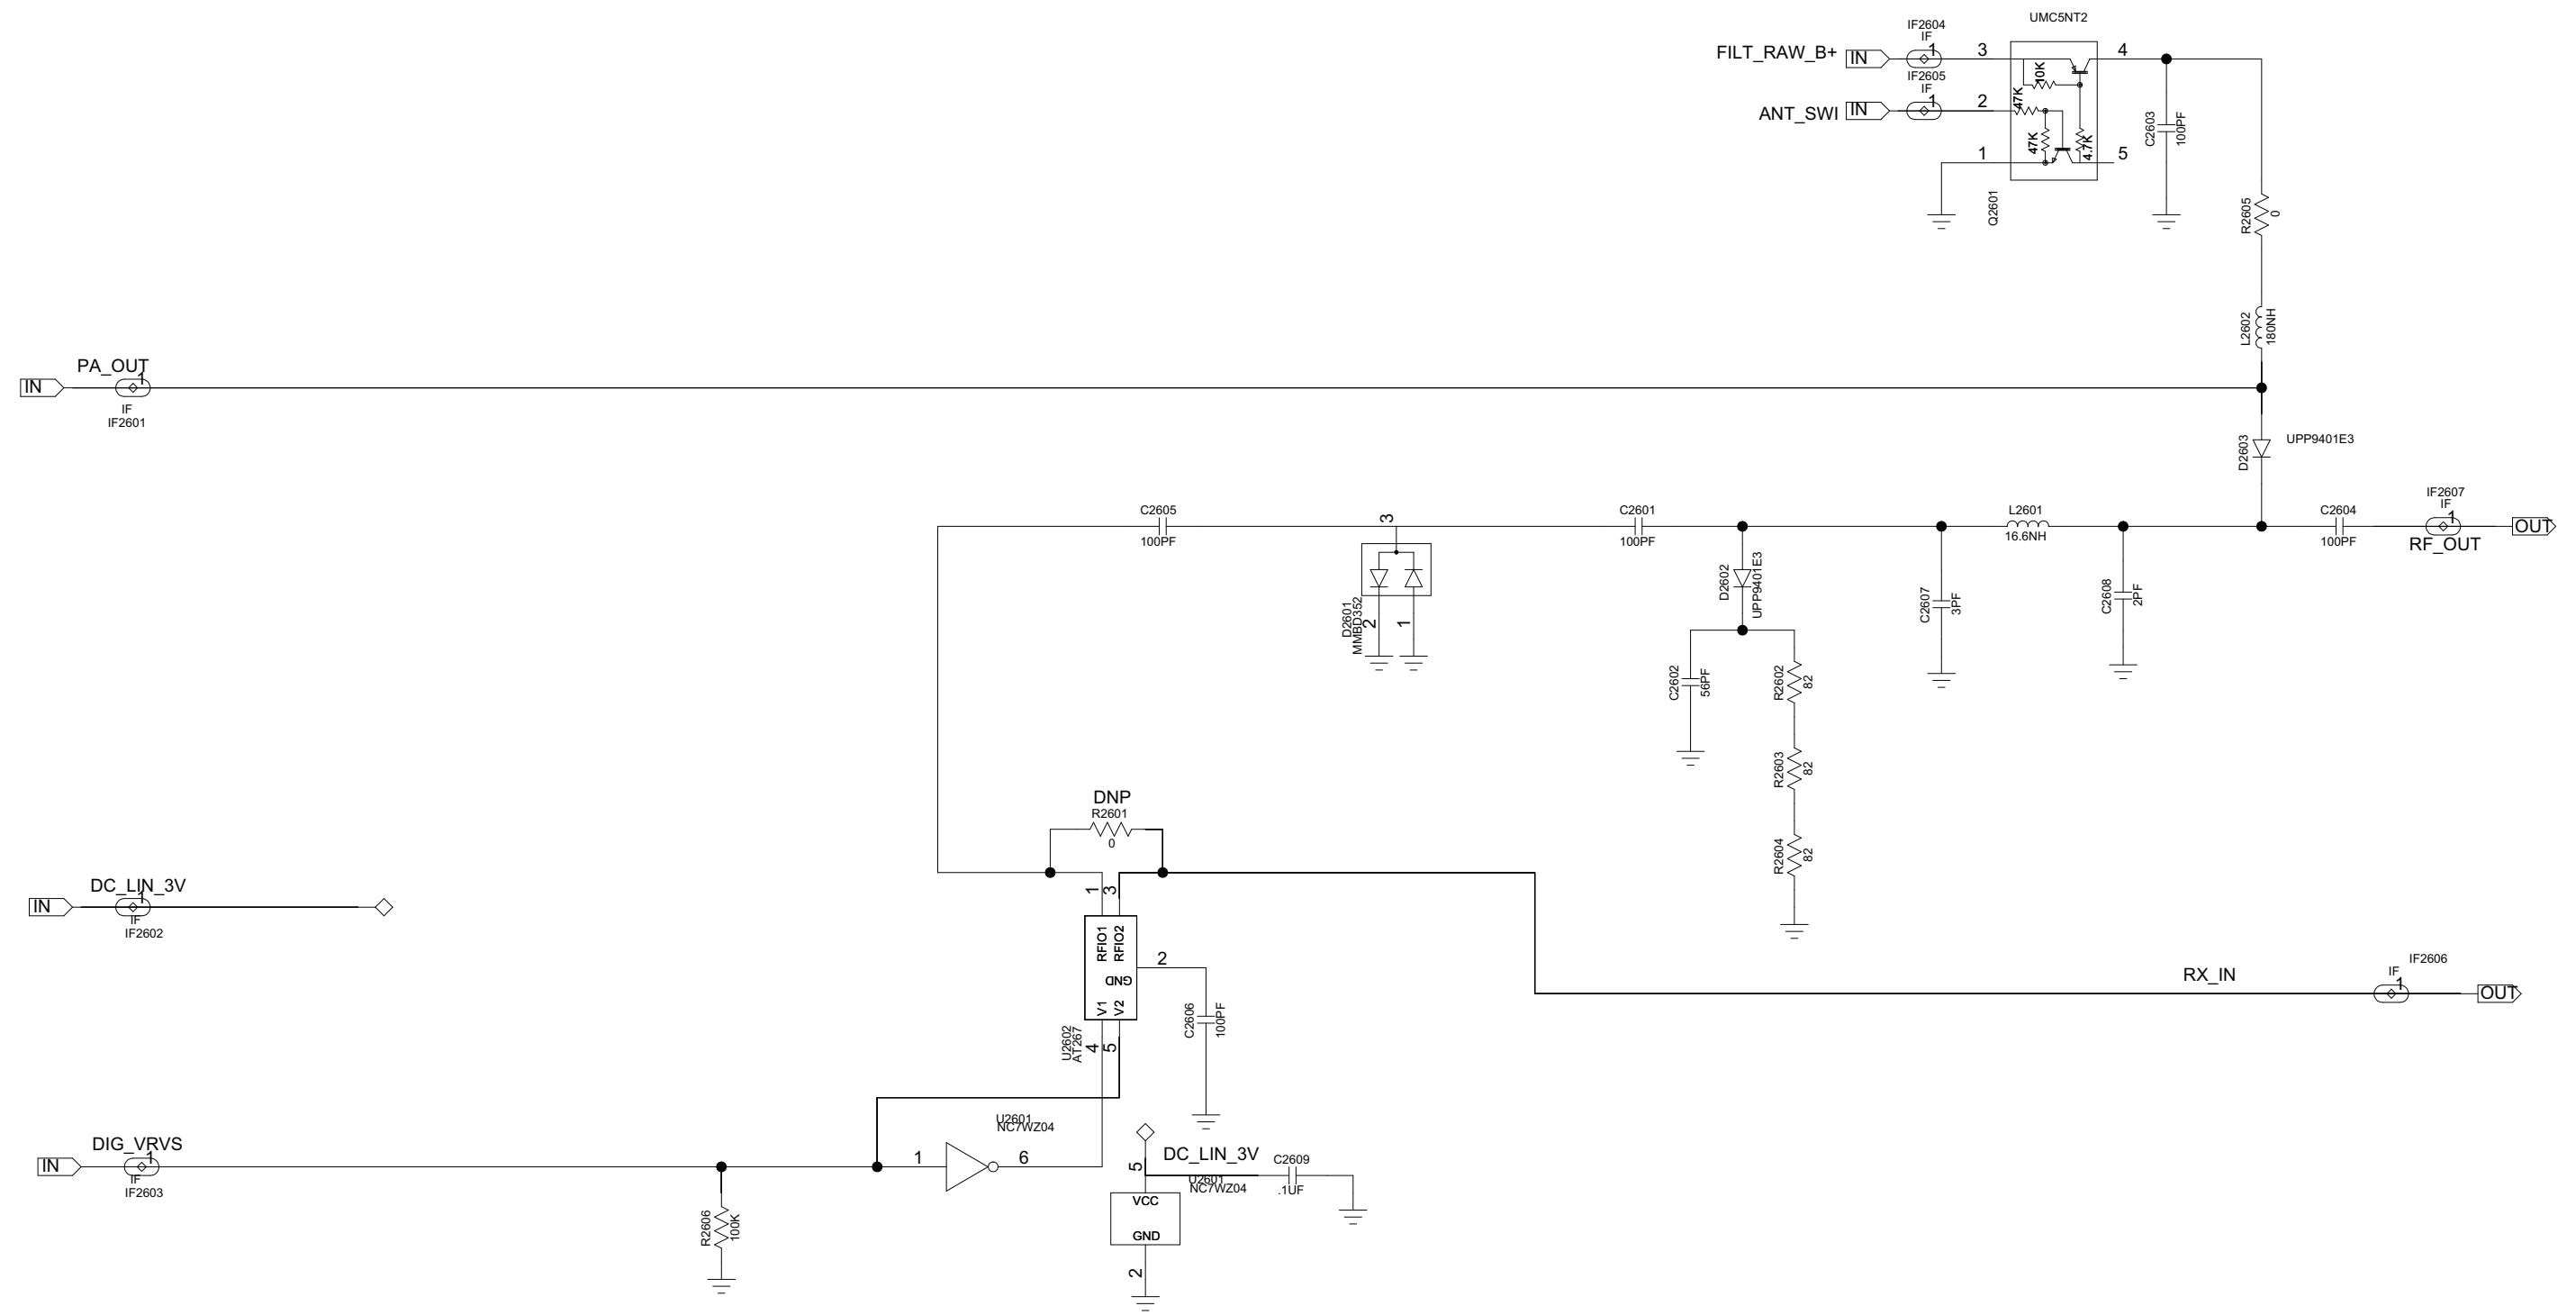 UMC5NT2
IF2604
IF
FILT_RAW_B+
IN
1
3
4
10K
IF2605
IF
ANT_SWI
IN
1
2
47K
47K
4.7K
1
5
Q2601
C2603
100PF
R2605
0
L2602
180NH
PA_OUT
IN
1
IF
IF2601
D2603
UPP9401E3
C2605
100PF
3
D2601
MMBD352
2
1
C2601
100PF
D2602
UPP9401E3
L2601
16.6NH
C2604
100PF
IF2607
IF
1
RF_OUT
OUT
C2607
3PF
C2608
2PF
C2602
56PF
R2602
82
R2603
82
R2604
82
DNP
R2601
0
DC_LIN_3V
IN
1
IF
IF2602
1
3
RFIO1
RFIO2
GND
V1
V2
2
U2602
AT267
4
5
C2606
100PF
RX_IN
IF
IF2606
1
OUT
DIG_VRVS
IN
1
IF
IF2603
R2606
100K
U2601
NC7WZ04
1
6
DC_LIN_3V
5
U2601
NC7WZ04
C2609
.1UF
VCC
GND
2